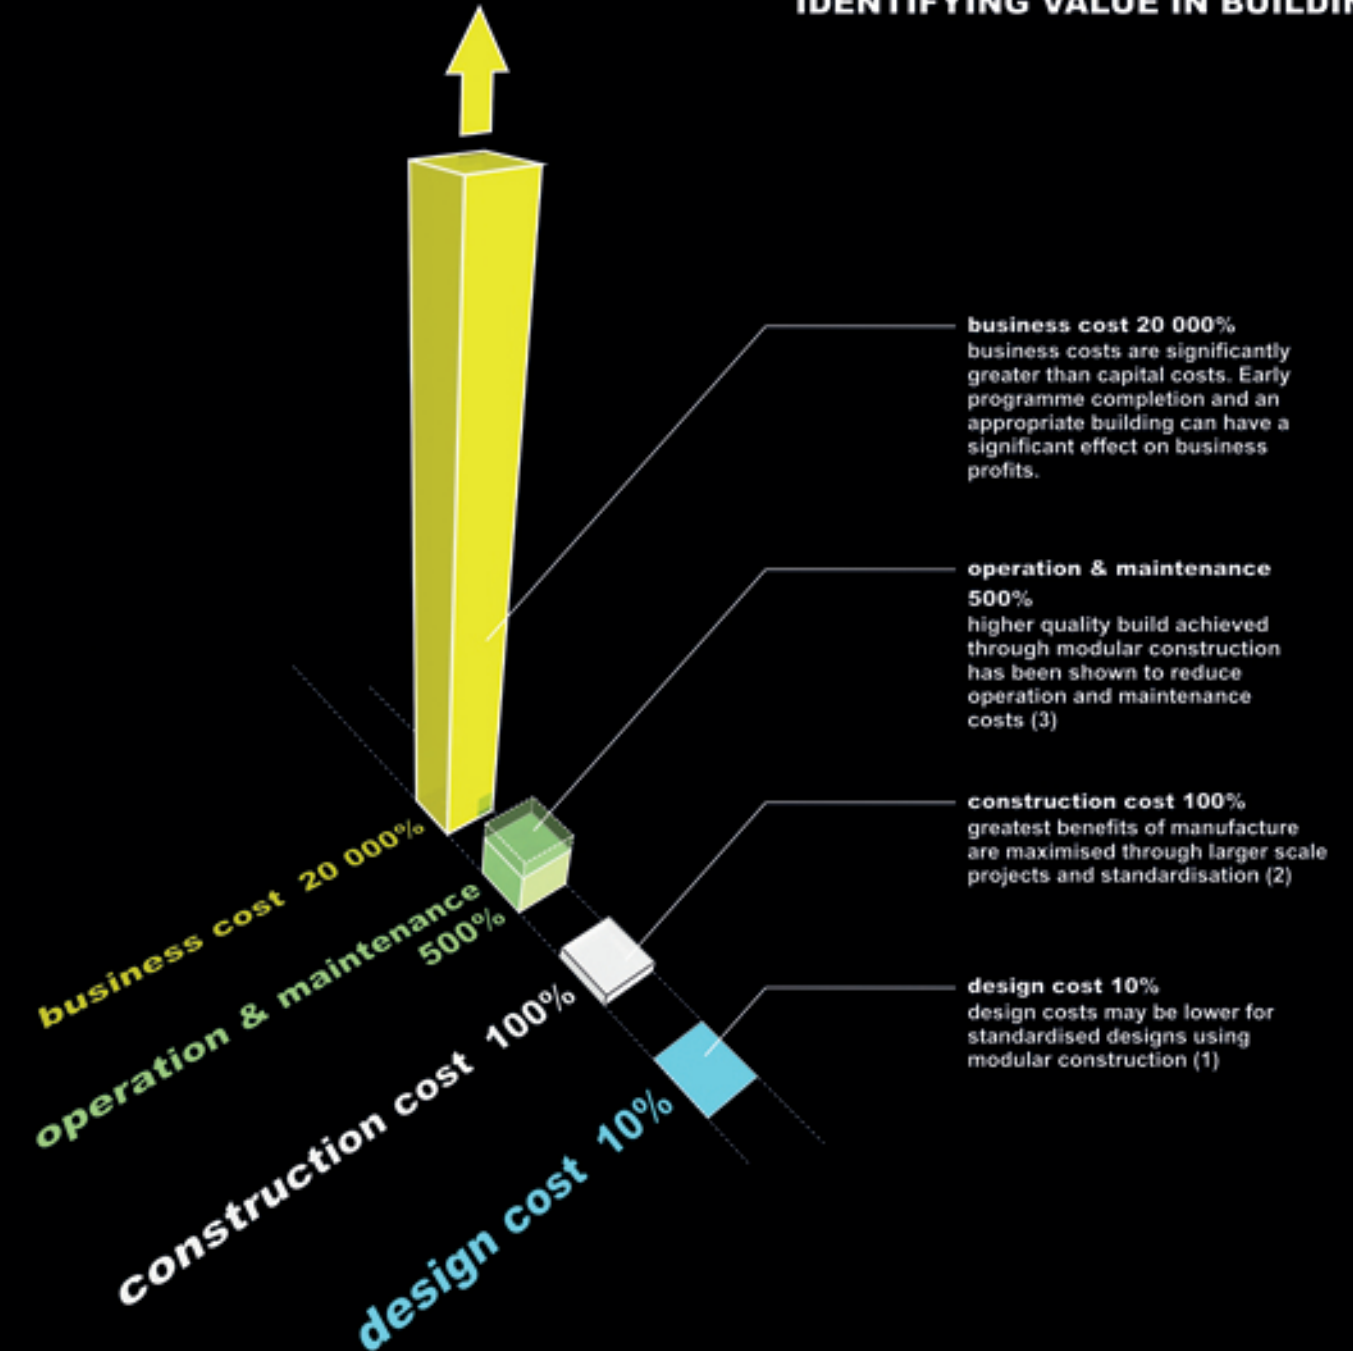 IDENTIFYING VALUE IN
business cost 20 000%
business costs are significantly
greater than capital costs. Early
programme completion and an
appropriate building can have a
significant effect on business
profits.
operation & maintenance
500%
higher quality build achieved
through modular construction
has been shown to reduce
operation and maintenance
costs (3)
construction cost 100%
greatest benefits of manufacture
are maximised through larger scale
projects and standardisation (2)
design cost 10%
design costs may be lower for
standardised designs using
modular construction (1)
business cost 20 000%
operation & maintenance
500%
construction cost 100%
design cost 10%